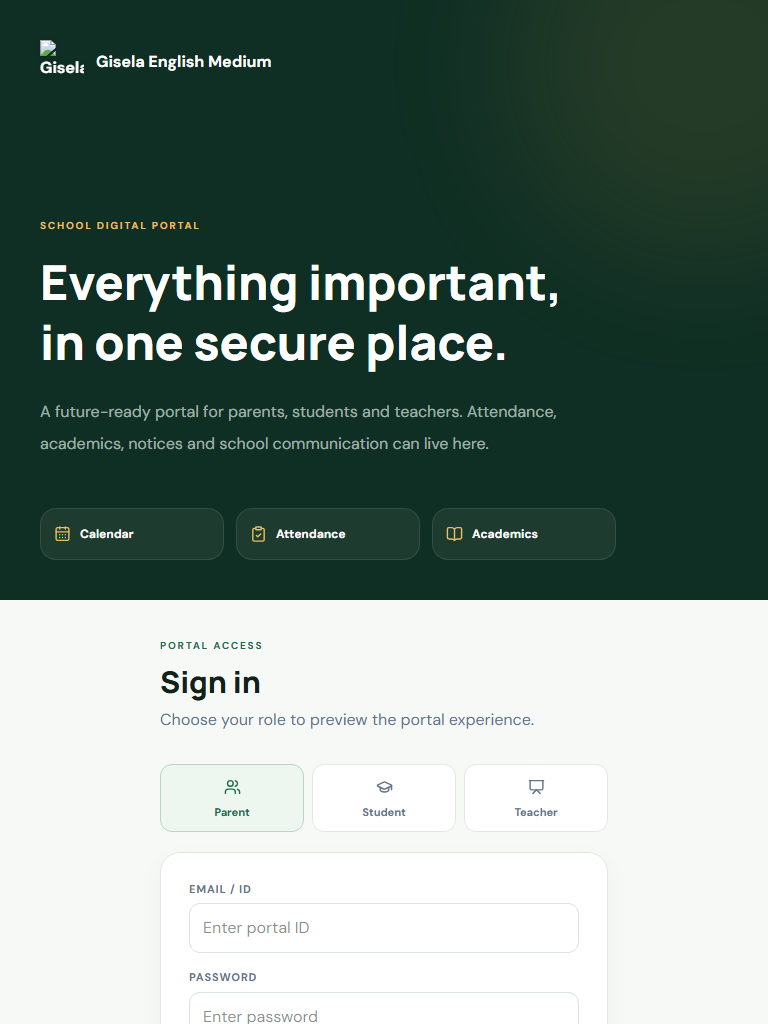 Gisela
Gisela English Medium
SCHOOL DIGITAL PORTAL
Everything important,
in one secure place.
A future-ready portal for parents, students and teachers. Attendance,
academics, notices and school communication can live here.
Calendar
Attendance
Academics
PORTAL ACCESS
Sign in
Choose your role to preview the portal experience.
Parent
Student
Teacher
EMAIL / ID
Enter portal ID
PASSWORD
Enter password